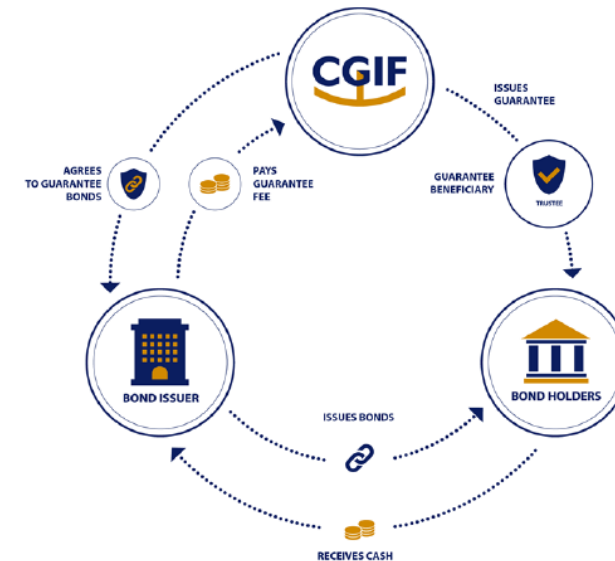 CGIF
ISSUES
GUARANTEE
AGREES
TO GUARANTEE
BONDS
PAYS
GUARANTEE
FEE
GUARANTEE
BENEFICIARY
TRUSTEE
BOND ISSUER
BOND HOLDERS
ISSUES BONDS
RECEIVES CASH